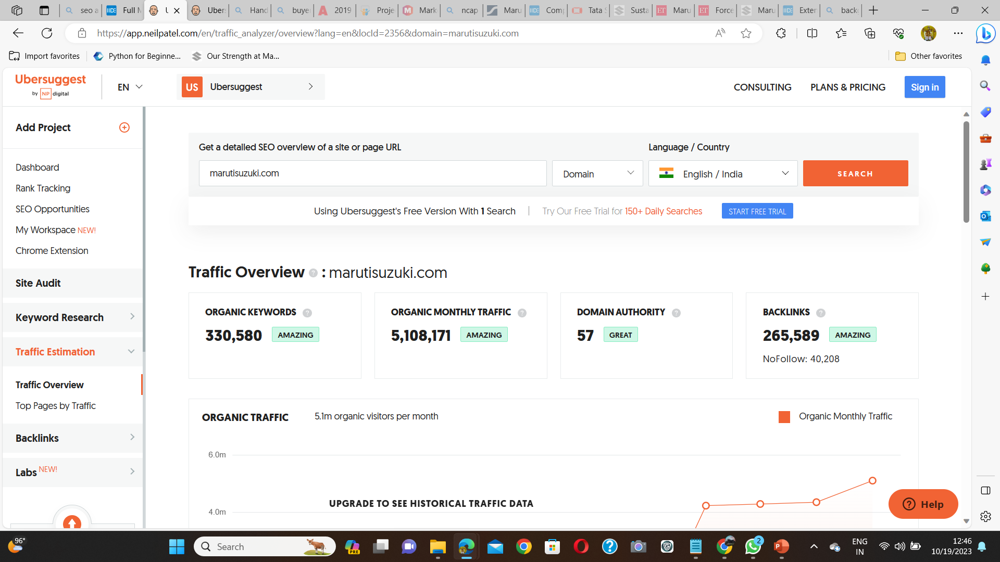 seo a
Full M
U
Uber
Hand
buye
2019
Proje
Mark
ncap
Maru
Comp
Tata S
Susta
Maru
Force
Maru
Exter
back
https://app.neilpatel.com/en/traffic_analyzer/overview?lang=en&locId=2356&domain=marutisuzuki.com
Import favorites
Python for Beginne...
Our Strength at Ma...
Other favorites
Ubersuggest
by NP digital
EN
US
Ubersuggest
CONSULTING
PLANS & PRICING
Sign in
Add Project
Dashboard
Rank Tracking
SEO Opportunities
My Workspace NEW!
Chrome Extension
Site Audit
Keyword Research
Traffic Estimation
Traffic Overview
Top Pages by Traffic
Backlinks
Labs NEW!
Get a detailed SEO overview of a site or page URL
Language / Country
marutisuzuki.com
Domain
English / India
SEARCH
Using Ubersuggest's Free Version With 1 Search
Try Our Free Trial for 150+ Daily Searches
START FREE TRIAL
Traffic Overview ? : marutisuzuki.com
ORGANIC KEYWORDS ?
330,580 AMAZING
ORGANIC MONTHLY TRAFFIC ?
5,108,171 AMAZING
DOMAIN AUTHORITY ?
57 GREAT
BACKLINKS ?
265,589 AMAZING
NoFollow: 40,208
ORGANIC TRAFFIC
5.1m organic visitors per month
Organic Monthly Traffic
6.0m
4.0m
UPGRADE TO SEE HISTORICAL TRAFFIC DATA
? Help
96°
Search
PRE
2
ENG
IN
12:46
10/19/2023